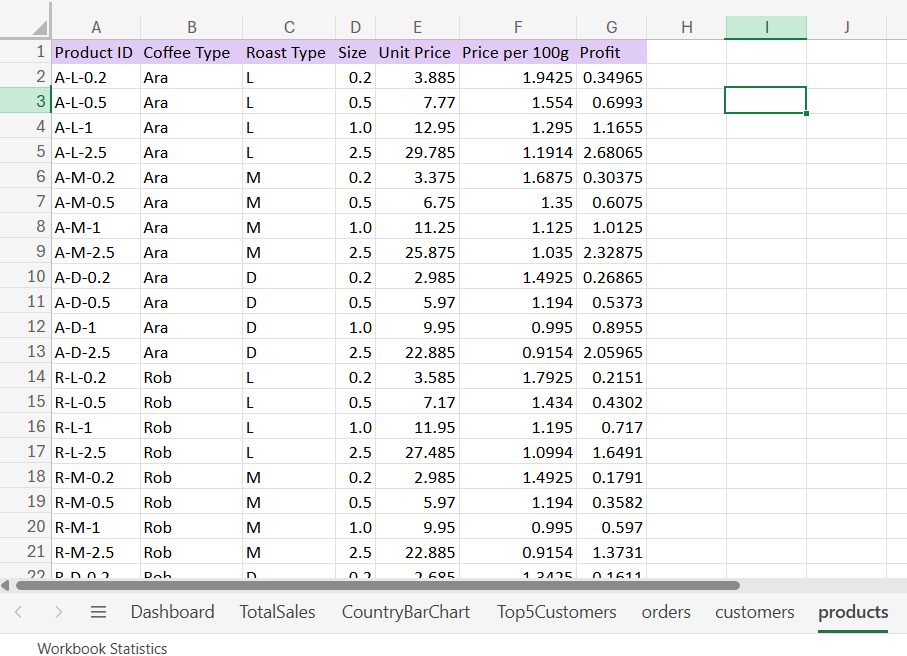 A B C D E F G H I J
1 Product ID Coffee Type Roast Type Size Unit Price Price per 100g Profit
2 A-L-0.2 Ara L 0.2 3.885 1.9425 0.34965
3 A-L-0.5 Ara L 0.5 7.77 1.554 0.6993
4 A-L-1 Ara L 1.0 12.95 1.295 1.1655
5 A-L-2.5 Ara L 2.5 29.785 1.1914 2.68065
6 A-M-0.2 Ara M 0.2 3.375 1.6875 0.30375
7 A-M-0.5 Ara M 0.5 6.75 1.35 0.6075
8 A-M-1 Ara M 1.0 11.25 1.125 1.0125
9 A-M-2.5 Ara M 2.5 25.875 1.035 2.32875
10 A-D-0.2 Ara D 0.2 2.985 1.4925 0.26865
11 A-D-0.5 Ara D 0.5 5.97 1.194 0.5373
12 A-D-1 Ara D 1.0 9.95 0.995 0.8955
13 A-D-2.5 Ara D 2.5 22.885 0.9154 2.05965
14 R-L-0.2 Rob L 0.2 3.585 1.7925 0.2151
15 R-L-0.5 Rob L 0.5 7.17 1.434 0.4302
16 R-L-1 Rob L 1.0 11.95 1.195 0.717
17 R-L-2.5 Rob L 2.5 27.485 1.0994 1.6491
18 R-M-0.2 Rob M 0.2 2.985 1.4925 0.1791
19 R-M-0.5 Rob M 0.5 5.97 1.194 0.3582
20 R-M-1 Rob M 1.0 9.95 0.995 0.597
21 R-M-2.5 Rob M 2.5 22.885 0.9154 1.3731
22 R-D-0.2 Rob D 0.2 2.685 1.3425 0.1611
Dashboard TotalSales CountryBarChart Top5Customers orders customers products
Workbook Statistics